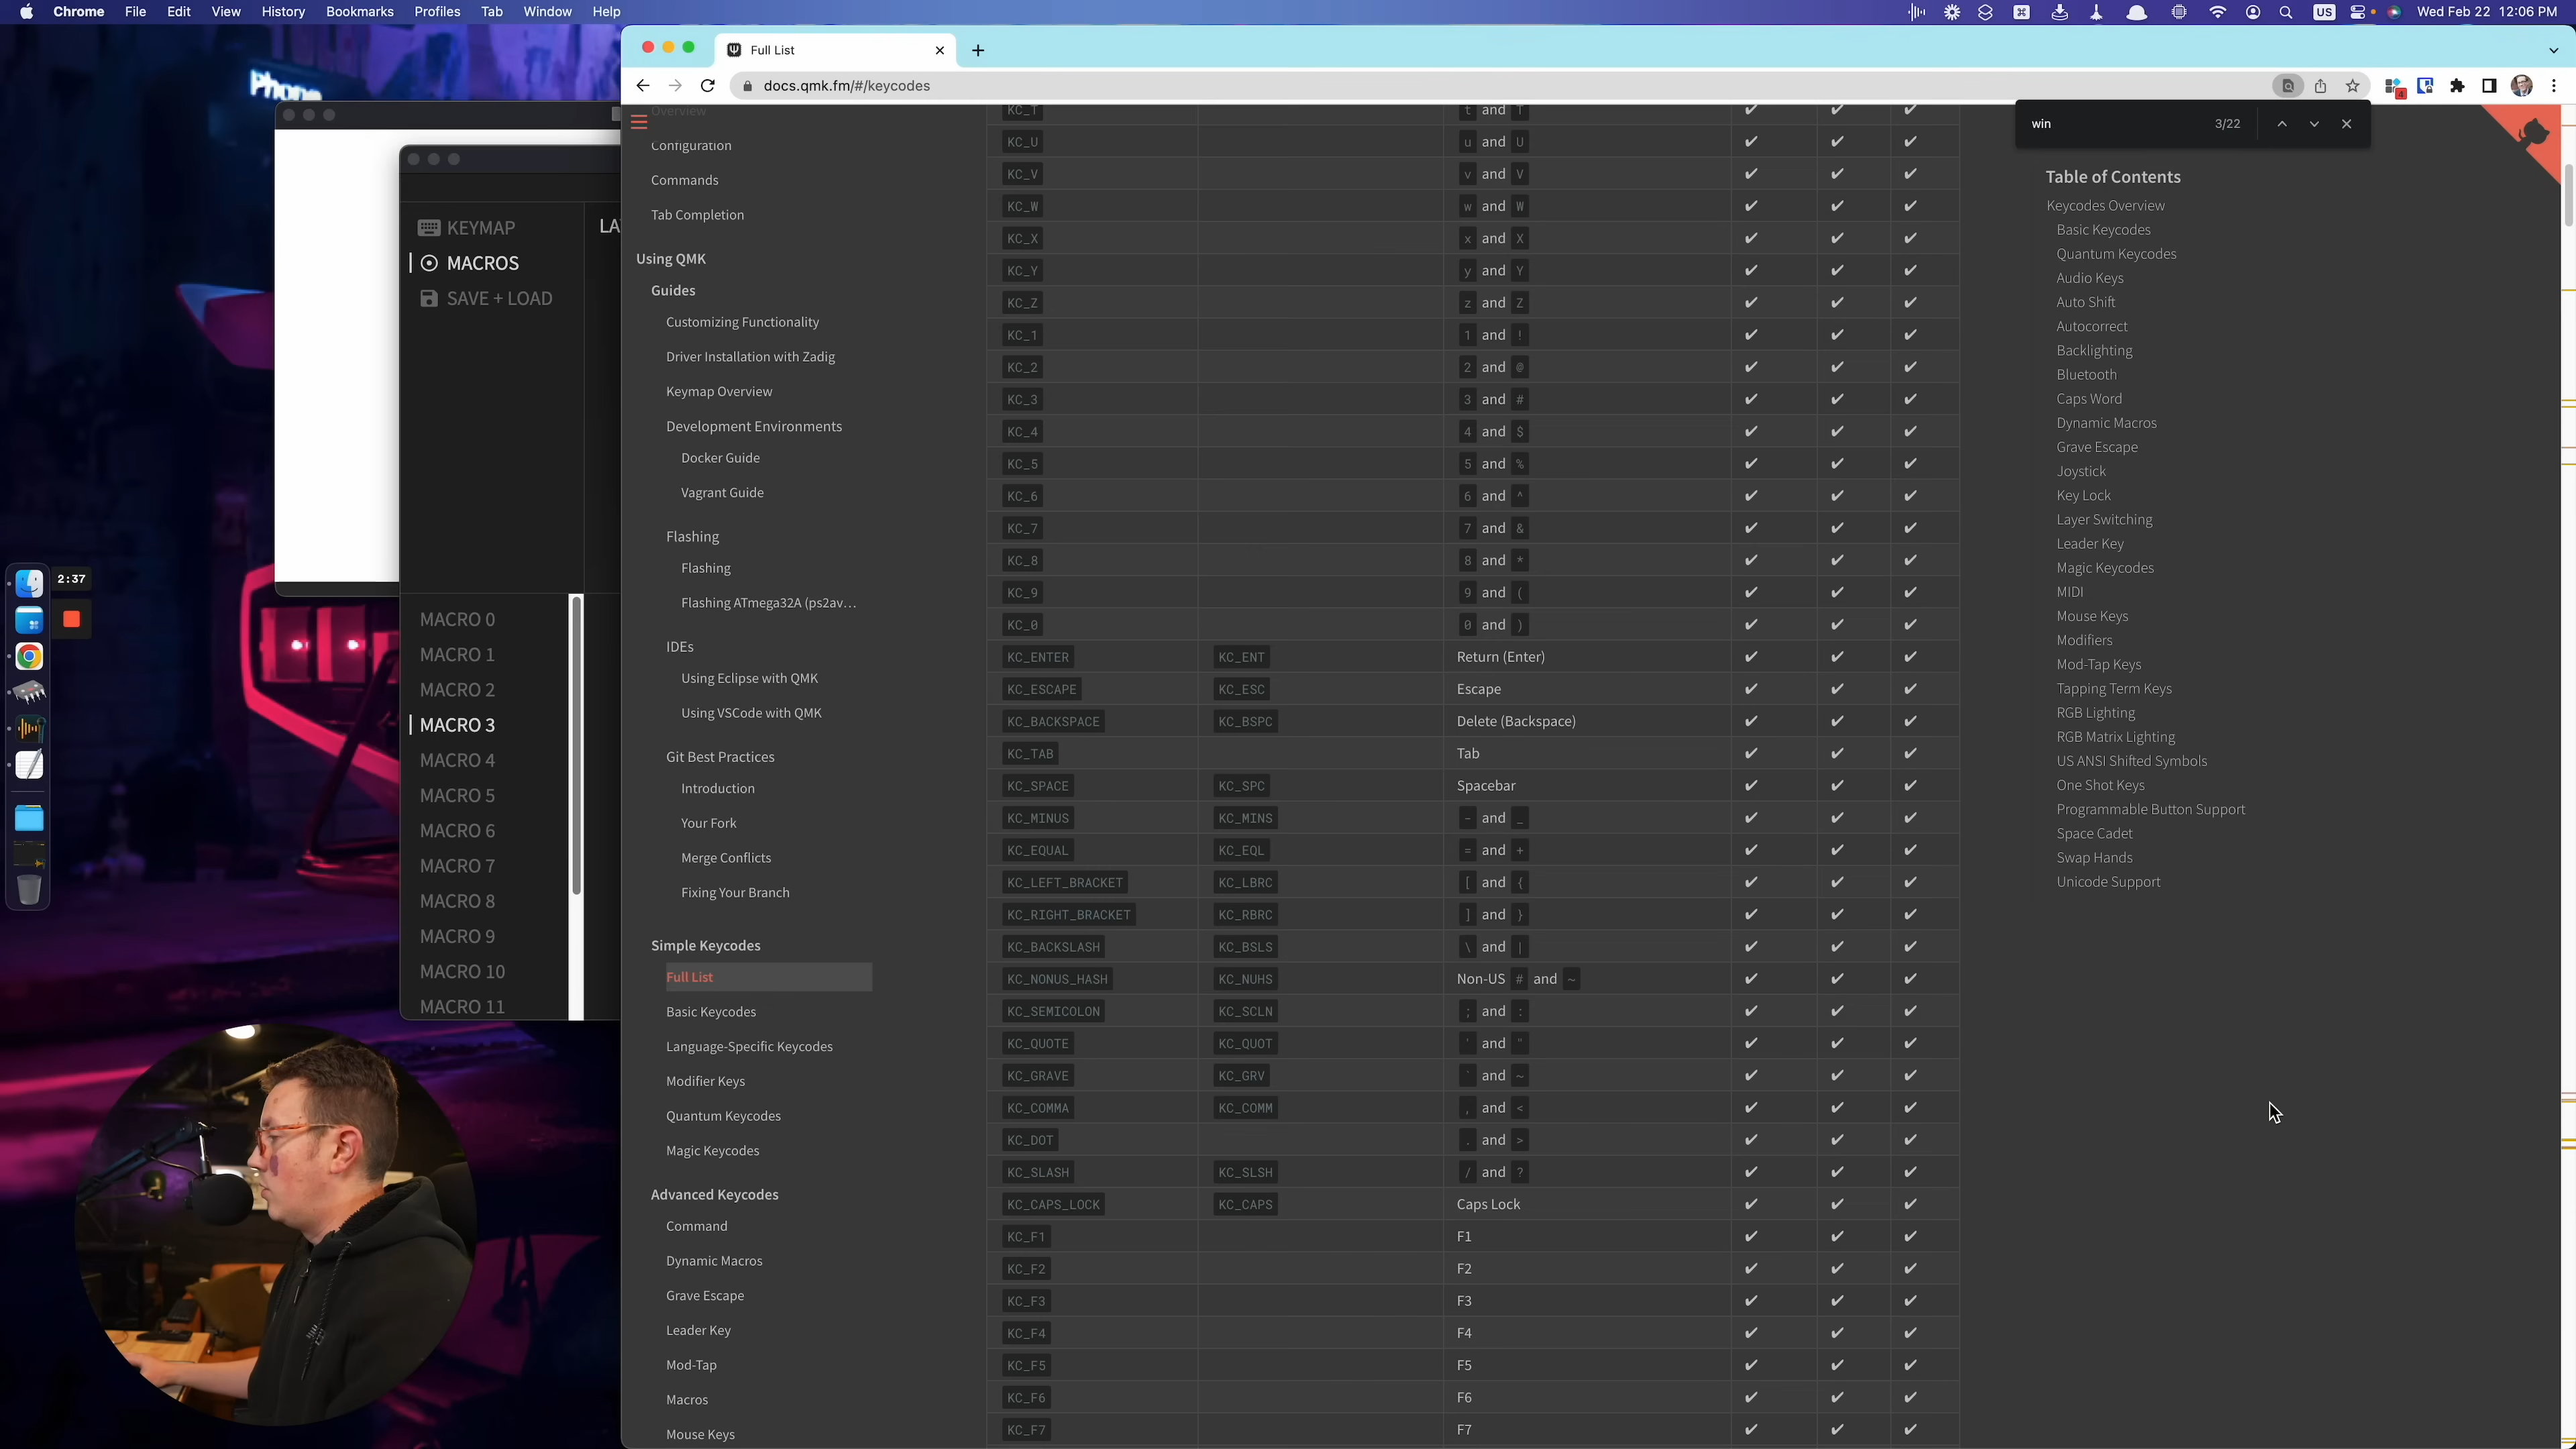 Chrome File Edit View History Bookmarks Profiles Tab Window Help
US Wed Feb 22 12:06 PM
Phone
Full List
docs.qmk.fm/#/keycodes
4
win 3/22
KEYMAP
MACROS
SAVE + LOAD
LA
2:37
MACRO 0
MACRO 1
MACRO 2
MACRO 3
MACRO 4
MACRO 5
MACRO 6
MACRO 7
MACRO 8
MACRO 9
MACRO 10
MACRO 11
Overview
Configuration
Commands
Tab Completion
Using QMK
Guides
Customizing Functionality
Driver Installation with Zadig
Keymap Overview
Development Environments
Docker Guide
Vagrant Guide
Flashing
Flashing
Flashing ATmega32A (ps2av…
IDEs
Using Eclipse with QMK
Using VSCode with QMK
Git Best Practices
Introduction
Your Fork
Merge Conflicts
Fixing Your Branch
Simple Keycodes
Full List
Basic Keycodes
Language-Specific Keycodes
Modifier Keys
Quantum Keycodes
Magic Keycodes
Advanced Keycodes
Command
Dynamic Macros
Grave Escape
Leader Key
Mod-Tap
Macros
Mouse Keys
KC_T t and T ✔ ✔ ✔
KC_U u and U ✔ ✔ ✔
KC_V v and V ✔ ✔ ✔
KC_W w and W ✔ ✔ ✔
KC_X x and X ✔ ✔ ✔
KC_Y y and Y ✔ ✔ ✔
KC_Z z and Z ✔ ✔ ✔
KC_1 1 and ! ✔ ✔ ✔
KC_2 2 and @ ✔ ✔ ✔
KC_3 3 and # ✔ ✔ ✔
KC_4 4 and $ ✔ ✔ ✔
KC_5 5 and % ✔ ✔ ✔
KC_6 6 and ^ ✔ ✔ ✔
KC_7 7 and & ✔ ✔ ✔
KC_8 8 and * ✔ ✔ ✔
KC_9 9 and ( ✔ ✔ ✔
KC_0 0 and ) ✔ ✔ ✔
KC_ENTER KC_ENT Return (Enter) ✔ ✔ ✔
KC_ESCAPE KC_ESC Escape ✔ ✔ ✔
KC_BACKSPACE KC_BSPC Delete (Backspace) ✔ ✔ ✔
KC_TAB Tab ✔ ✔ ✔
KC_SPACE KC_SPC Spacebar ✔ ✔ ✔
KC_MINUS KC_MINS - and _ ✔ ✔ ✔
KC_EQUAL KC_EQL = and + ✔ ✔ ✔
KC_LEFT_BRACKET KC_LBRC [ and { ✔ ✔ ✔
KC_RIGHT_BRACKET KC_RBRC ] and } ✔ ✔ ✔
KC_BACKSLASH KC_BSLS \ and | ✔ ✔ ✔
KC_NONUS_HASH KC_NUHS Non-US # and ~ ✔ ✔ ✔
KC_SEMICOLON KC_SCLN ; and : ✔ ✔ ✔
KC_QUOTE KC_QUOT ' and " ✔ ✔ ✔
KC_GRAVE KC_GRV ` and ~ ✔ ✔ ✔
KC_COMMA KC_COMM , and < ✔ ✔ ✔
KC_DOT . and > ✔ ✔ ✔
KC_SLASH KC_SLSH / and ? ✔ ✔ ✔
KC_CAPS_LOCK KC_CAPS Caps Lock ✔ ✔ ✔
KC_F1 F1 ✔ ✔ ✔
KC_F2 F2 ✔ ✔ ✔
KC_F3 F3 ✔ ✔ ✔
KC_F4 F4 ✔ ✔ ✔
KC_F5 F5 ✔ ✔ ✔
KC_F6 F6 ✔ ✔ ✔
KC_F7 F7 ✔ ✔ ✔
Table of Contents
Keycodes Overview
Basic Keycodes
Quantum Keycodes
Audio Keys
Auto Shift
Autocorrect
Backlighting
Bluetooth
Caps Word
Dynamic Macros
Grave Escape
Joystick
Key Lock
Layer Switching
Leader Key
Magic Keycodes
MIDI
Mouse Keys
Modifiers
Mod-Tap Keys
Tapping Term Keys
RGB Lighting
RGB Matrix Lighting
US ANSI Shifted Symbols
One Shot Keys
Programmable Button Support
Space Cadet
Swap Hands
Unicode Support